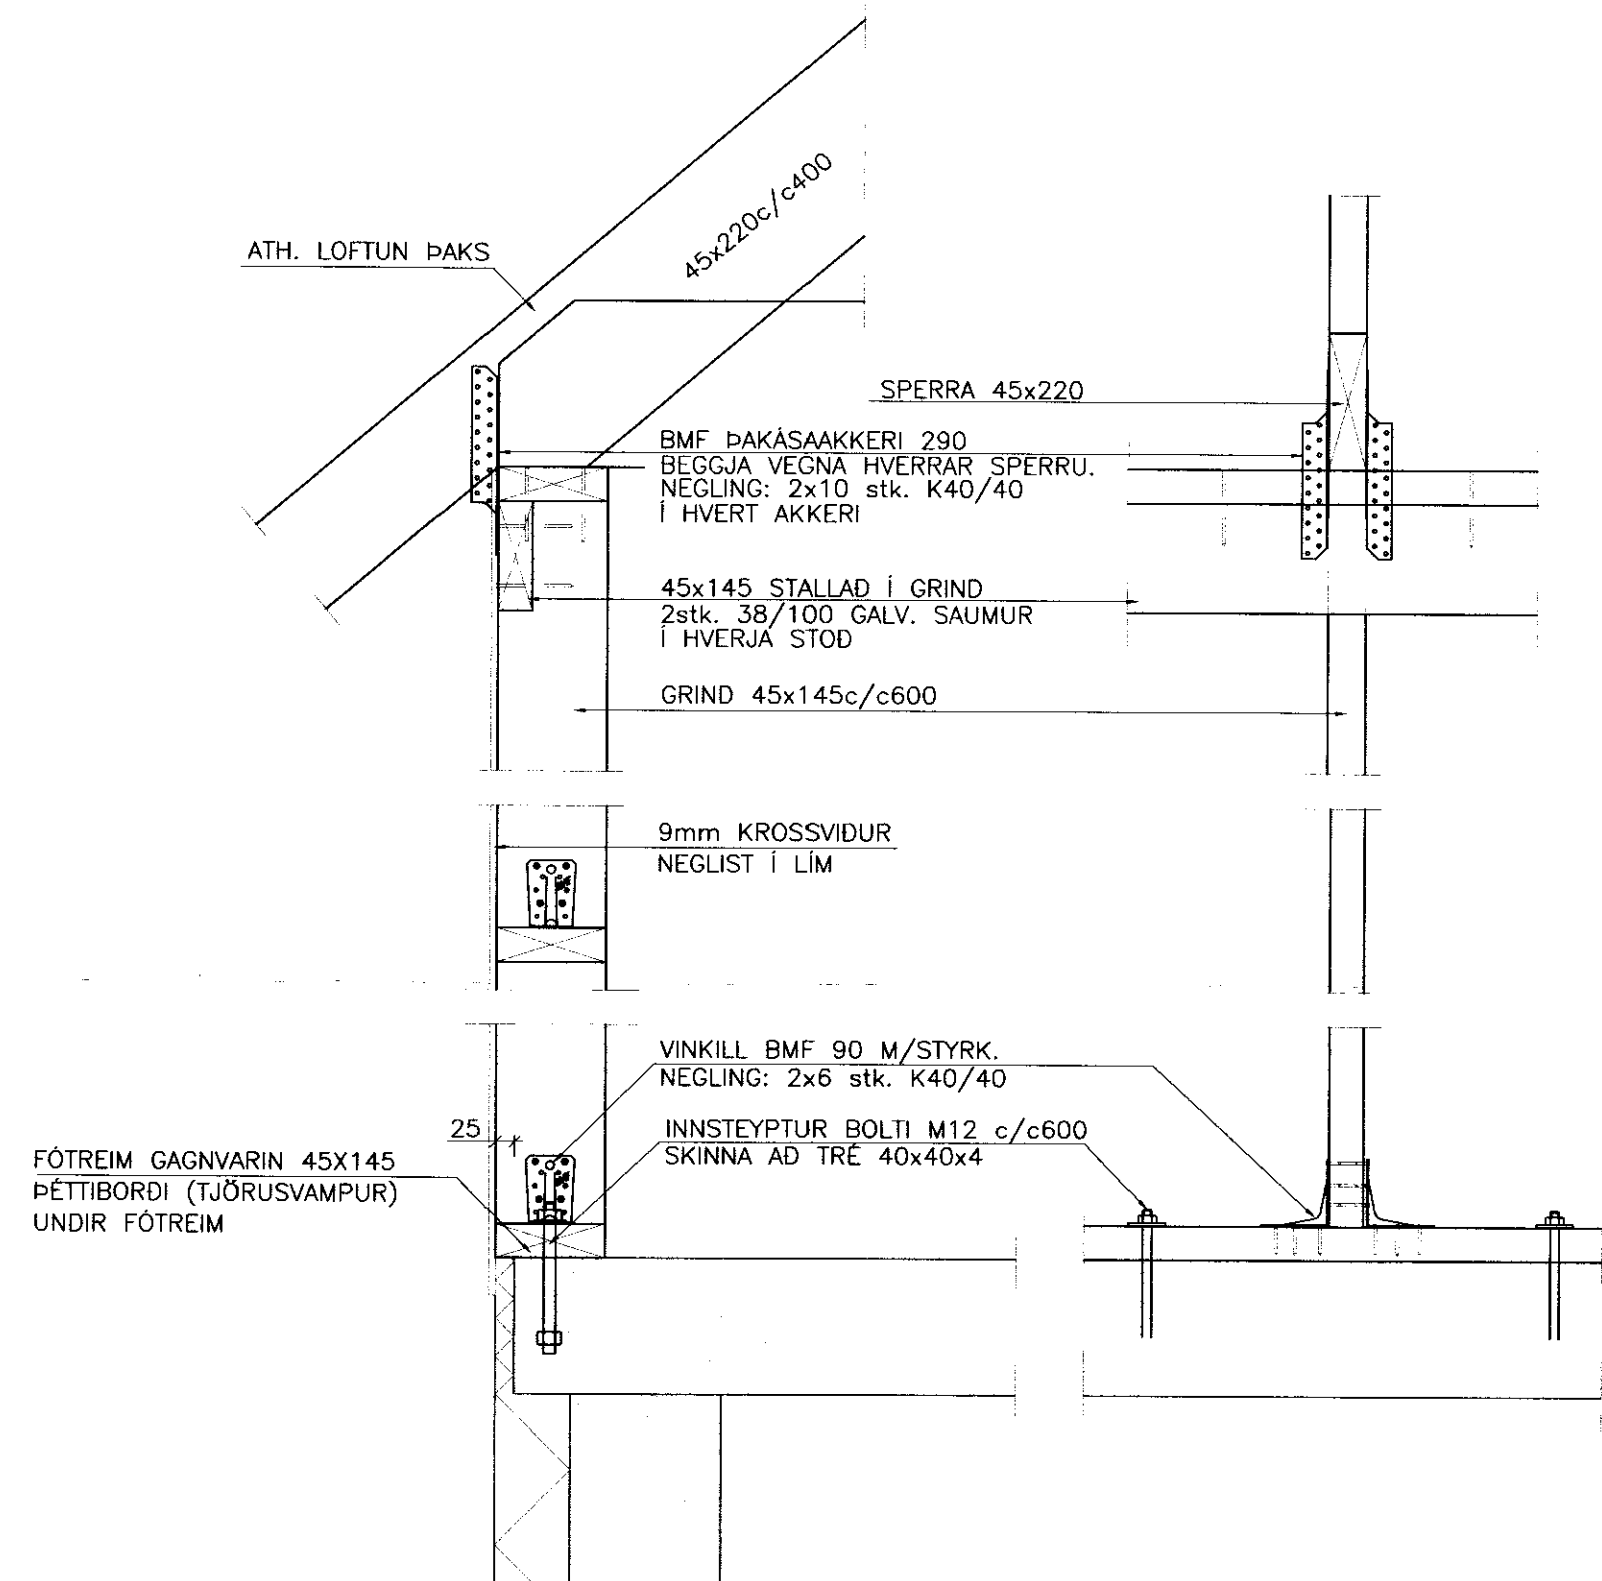 45x220c/c400
ATH. LOFTUN ÞAKS
SPERRA 45x220
BMF ÞAKÁSAAKKERI 290
BEGGJA VEGNA HVERRAR SPERRU.
NEGLING: 2x10 stk. K40/40
Í HVERT AKKERI
45x145 STALLAÐ Í GRIND
2stk. 38/100 GALV. SAUMUR
Í HVERJA STOÐ
GRIND 45x145c/c600
9mm KROSSVIÐUR
NEGLIST Í LÍM
VINKILL BMF 90 M/STYRK.
NEGLING: 2x6 stk. K40/40
25
INNSTEYPTUR BOLTI M12 c/c600
SKINNA AÐ TRÉ 40x40x4
FÓTREIM GAGNVARIN 45X145
ÞÉTTIBORÐI (TJÖRUSVAMPUR)
UNDIR FÓTREIM